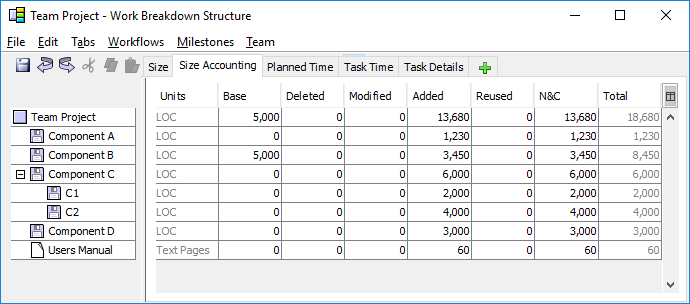 Team Project - Work Breakdown Structure
File Edit Tabs Workflows Milestones Team
Size Size Accounting Planned Time Task Time Task Details
Units Base Deleted Modified Added Reused N&C Total
Team Project LOC 5,000 0 0 13,680 0 13,680 18,680
Component A LOC 0 0 0 1,230 0 1,230 1,230
Component B LOC 5,000 0 0 3,450 0 3,450 8,450
Component C LOC 0 0 0 6,000 0 6,000 6,000
C1 LOC 0 0 0 2,000 0 2,000 2,000
C2 LOC 0 0 0 4,000 0 4,000 4,000
Component D LOC 0 0 0 3,000 0 3,000 3,000
Users Manual Text Pages 0 0 0 60 0 60 60